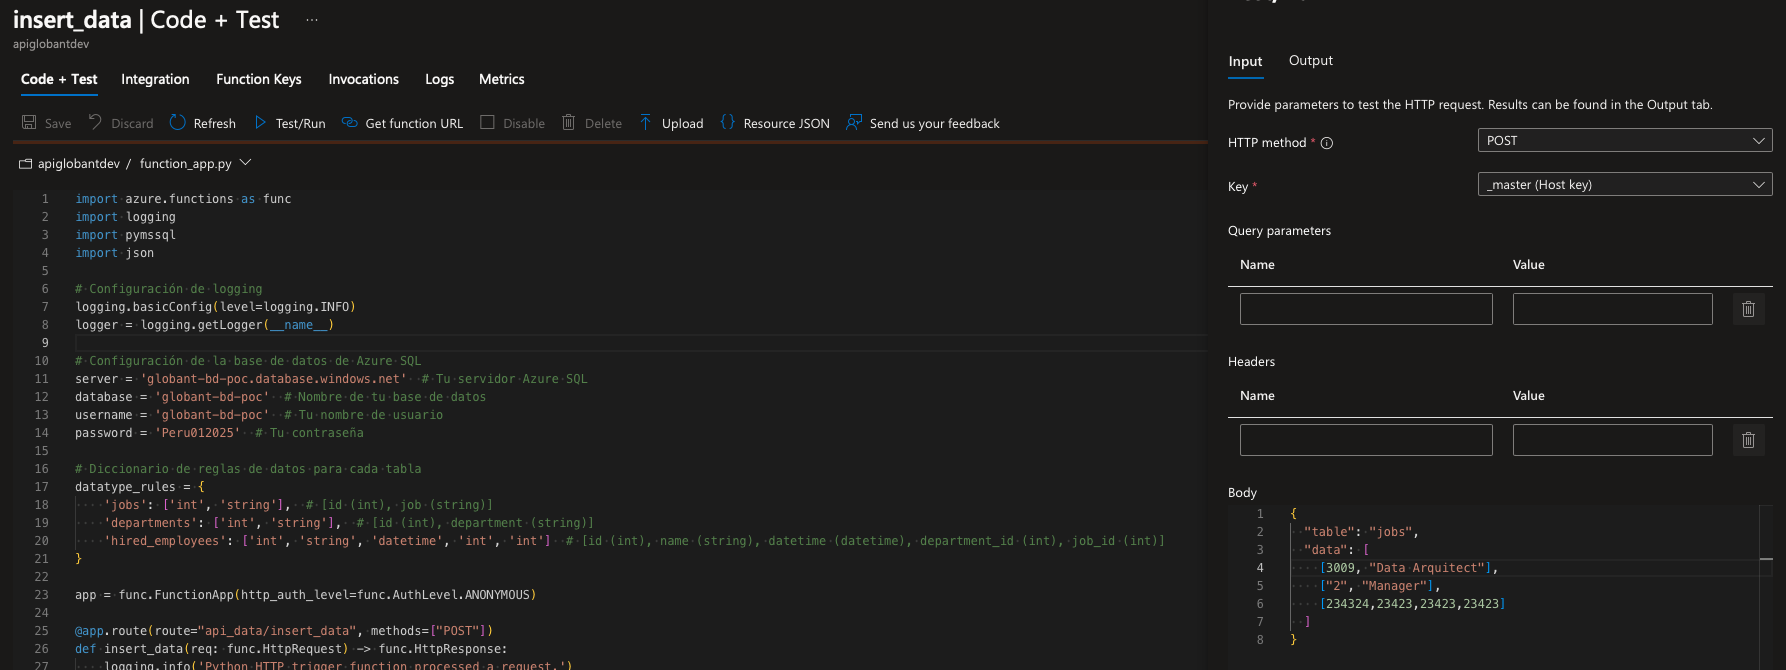 insert_data | Code + Test ...
apiglobantdev
Code + Test Integration Function Keys Invocations Logs Metrics
Save Discard Refresh Test/Run Get function URL Disable Delete Upload Resource JSON Send us your feedback
apiglobantdev / function_app.py
1 import azure.functions as func
2 import logging
3 import pymssql
4 import json
5
6 # Configuración de logging
7 logging.basicConfig(level=logging.INFO)
8 logger = logging.getLogger(__name__)
9
10 # Configuración de la base de datos de Azure SQL
11 server = 'globant-bd-poc.database.windows.net' # Tu servidor Azure SQL
12 database = 'globant-bd-poc' # Nombre de tu base de datos
13 username = 'globant-bd-poc' # Tu nombre de usuario
14 password = 'Peru012025' # Tu contraseña
15
16 # Diccionario de reglas de datos para cada tabla
17 datatype_rules = {
18 'jobs': ['int', 'string'], # [id (int), job (string)]
19 'departments': ['int', 'string'], # [id (int), department (string)]
20 'hired_employees': ['int', 'string', 'datetime', 'int', 'int'] # [id (int), name (string), datetime (datetime), department_id (int), job_id (int)]
21 }
22
23 app = func.FunctionApp(http_auth_level=func.AuthLevel.ANONYMOUS)
24
25 @app.route(route="api_data/insert_data", methods=["POST"])
26 def insert_data(req: func.HttpRequest) -> func.HttpResponse:
27 logging.info('Python HTTP trigger function processed a request.')
Input Output
Provide parameters to test the HTTP request. Results can be found in the Output tab.
HTTP method * POST
Key * _master (Host key)
Query parameters
Name Value
Headers
Name Value
Body
1 {
2 "table": "jobs",
3 "data": [
4 [3009, "Data Arquitect"],
5 ["2", "Manager"],
6 [234324,23423,23423,23423]
7 ]
8 }